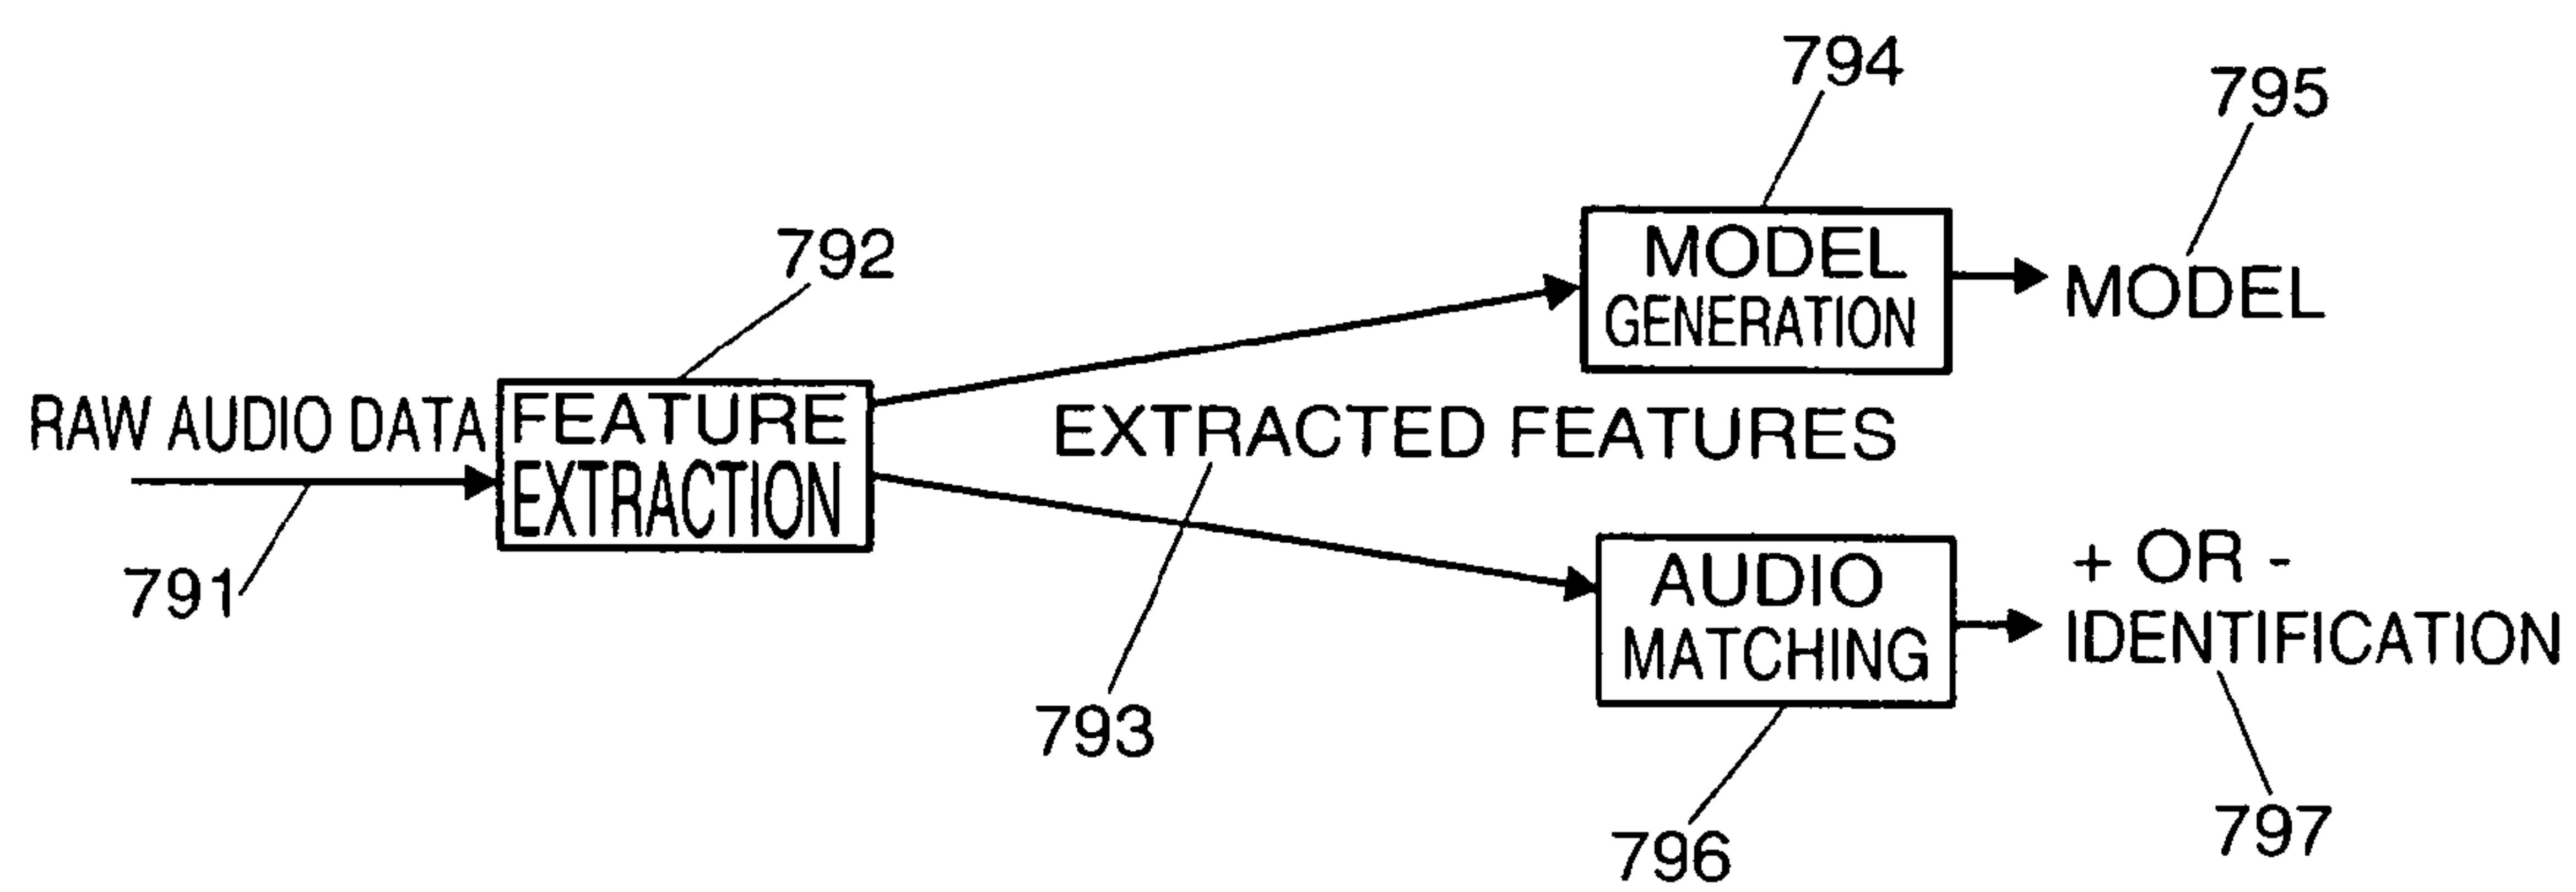 794
795
792
MODEL
GENERATION
MODEL
RAW AUDIO DATA
FEATURE
EXTRACTION
EXTRACTED FEATURES
791
AUDIO
MATCHING
+ OR -
IDENTIFICATION
793
796
797